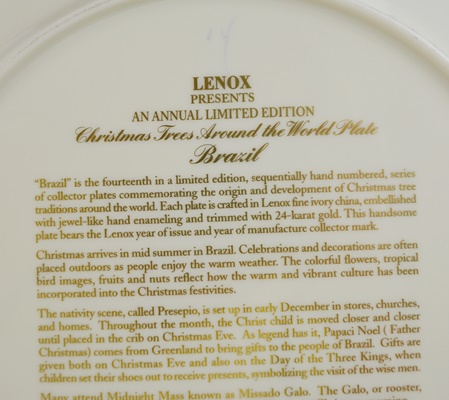 LENOX
PRESENTS
AN ANNUAL LIMITED EDITION
Christmas Trees Around the World Plate
Brazil
"Brazil" is the fourteenth in a limited edition, sequentially hand numbered, series
of collector plates commemorating the origin and development of Christmas tree
traditions around the world. Each plate is crafted in Lenox fine ivory china, embellished
with jewel-like hand enameling and trimmed with 24-karat gold. This handsome
plate bears the Lenox year of issue and year of manufacture collector mark.
Christmas arrives in mid summer in Brazil. Celebrations and decorations are often
placed outdoors as people enjoy the warm weather. The colorful flowers, tropical
bird images, fruits and nuts reflect how the warm and vibrant culture has been
incorporated into the Christmas festivities.
The nativity scene, called Presepio, is set up in early December in stores, churches,
and homes. Throughout the month, the Christ child is moved closer and closer
until placed in the crib on Christmas Eve. As legend has it, Papaci Noel ( Father
Christmas) comes from Greenland to bring gifts to the people of Brazil. Gifts are
given both on Christmas Eve and also on the Day of the Three Kings, when
children set their shoes out to receive presents, symbolizing the visit of the wise men.
Many attend Midnight Mass known as Missado Galo. The Galo, or rooster,